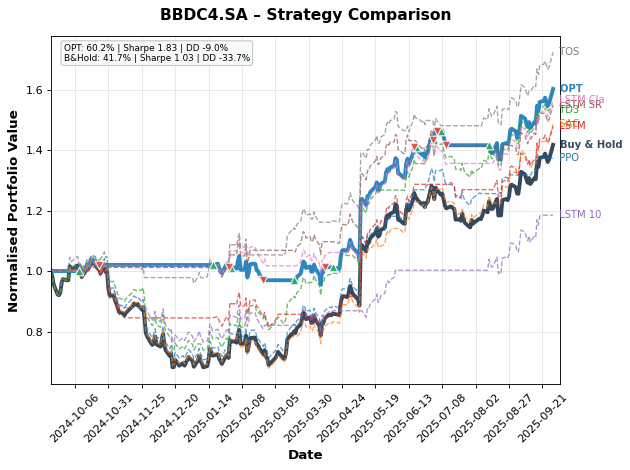 BBDC4.SA – Strategy Comparison
OPT: 60.2% | Sharpe 1.83 | DD -9.0%
B&Hold: 41.7% | Sharpe 1.03 | DD -33.7%
Normalised Portfolio Value
1.6
1.4
1.2
1.0
0.8
TOS
OPT
LSTM Cla
LSTM SR
TD3
LSTM
Buy & Hold
PPO
LSTM 10
2024-10-06
2024-10-31
2024-11-25
2024-12-20
2025-01-14
2025-02-08
2025-03-05
2025-03-30
2025-04-24
2025-05-19
2025-06-13
2025-07-08
2025-08-02
2025-08-27
2025-09-21
Date